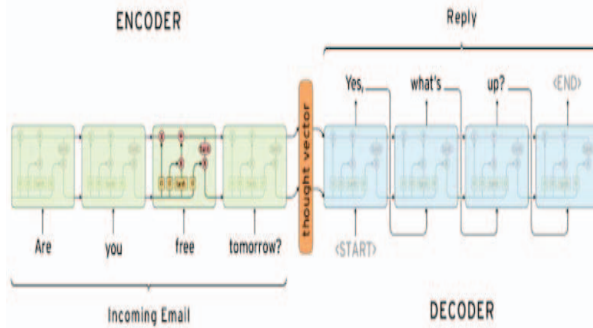 ENCODER
Reply
Yes, what's up? <END>
thought vector
Are you free tomorrow? <START>
Incoming Email
DECODER